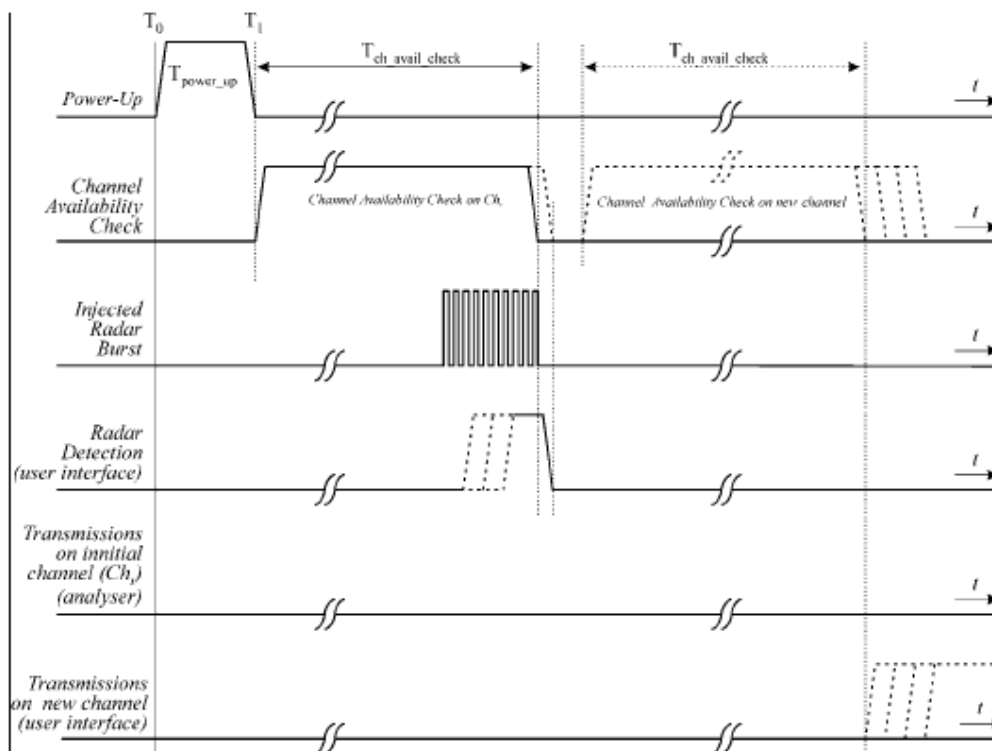 T0 T1
Tpower_up
Tch_avail_check
Tch_avail_check
Power-Up
t
Channel
Availability
Check
Channel Availability Check on Chr
Channel Availability Check on new channel
t
Injected
Radar
Burst
t
Radar
Detection
(user interface)
t
Transmissions
on innitial
channel (Chr)
(analyser)
t
Transmissions
on new channel
(user interface)
t